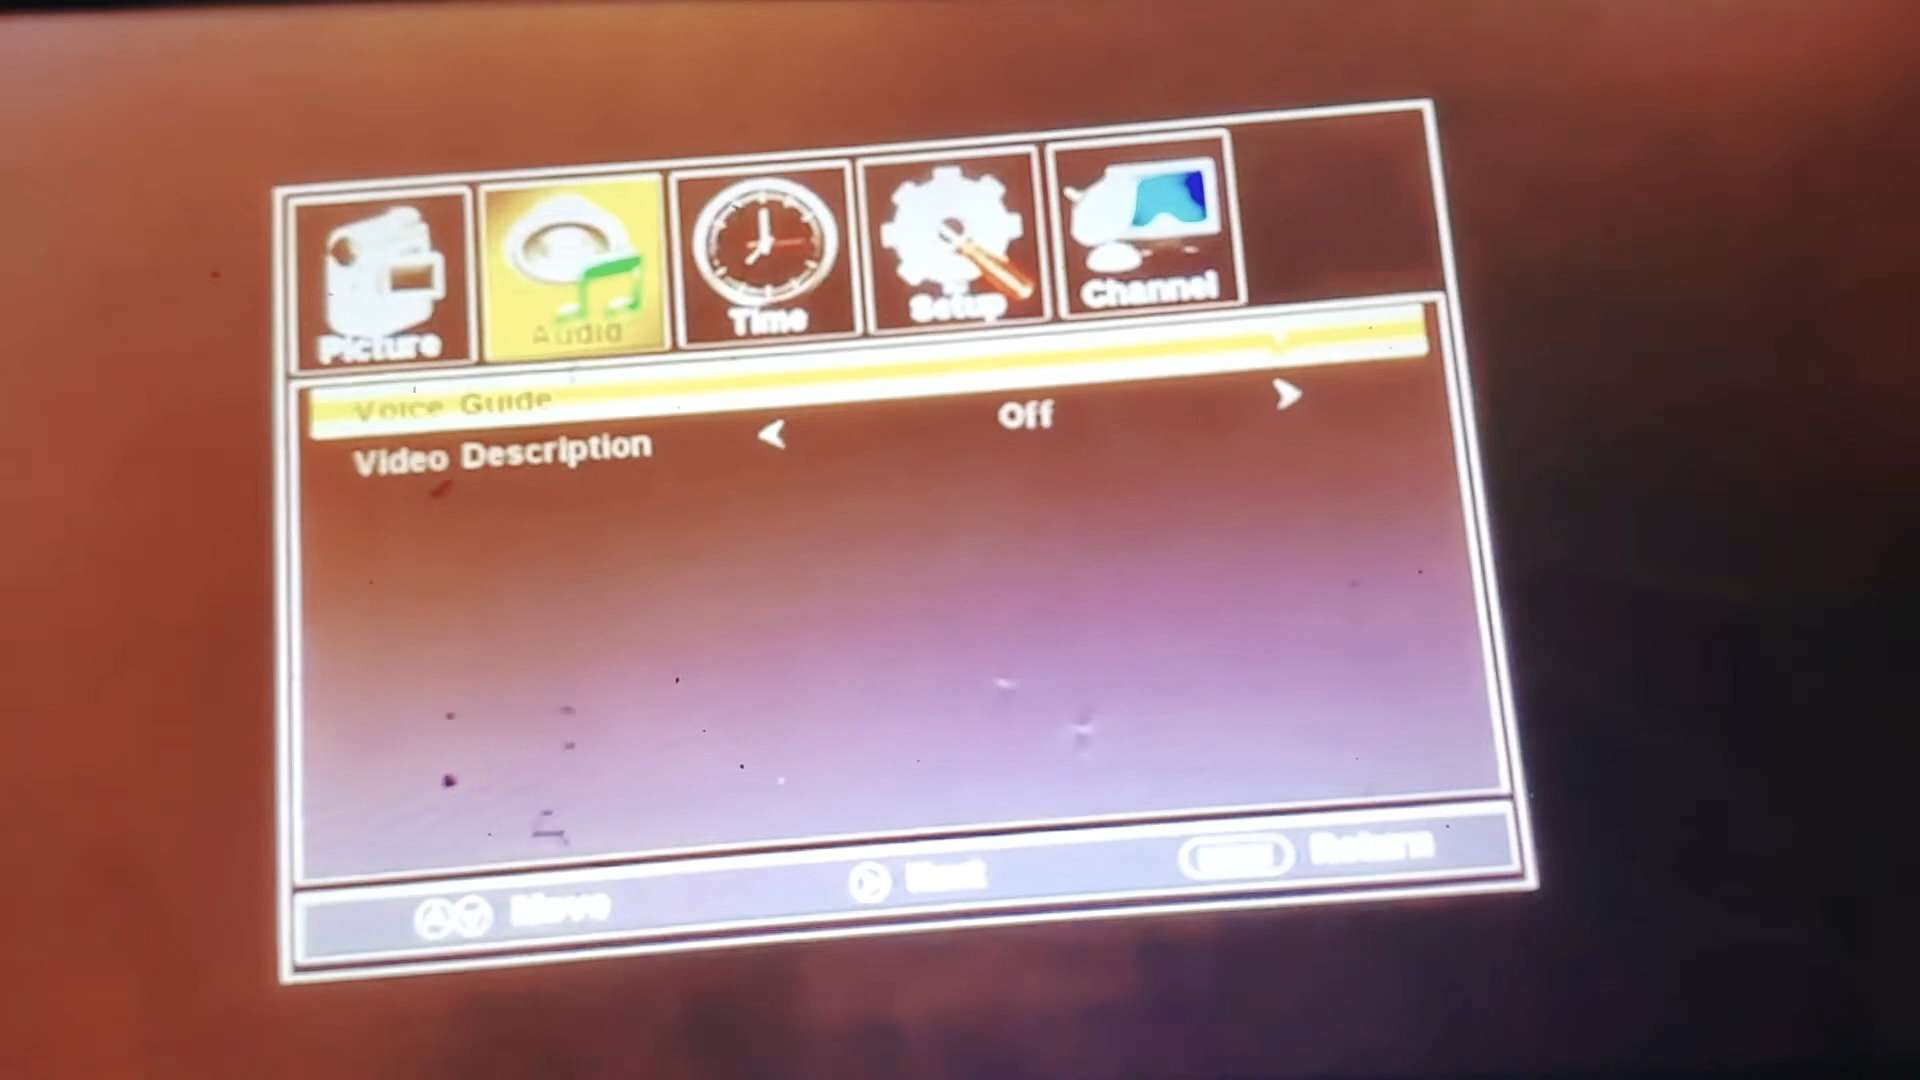 Picture
Audio
Time
Setup
Channel
Voice Guide
Video Description Off
Move
Return